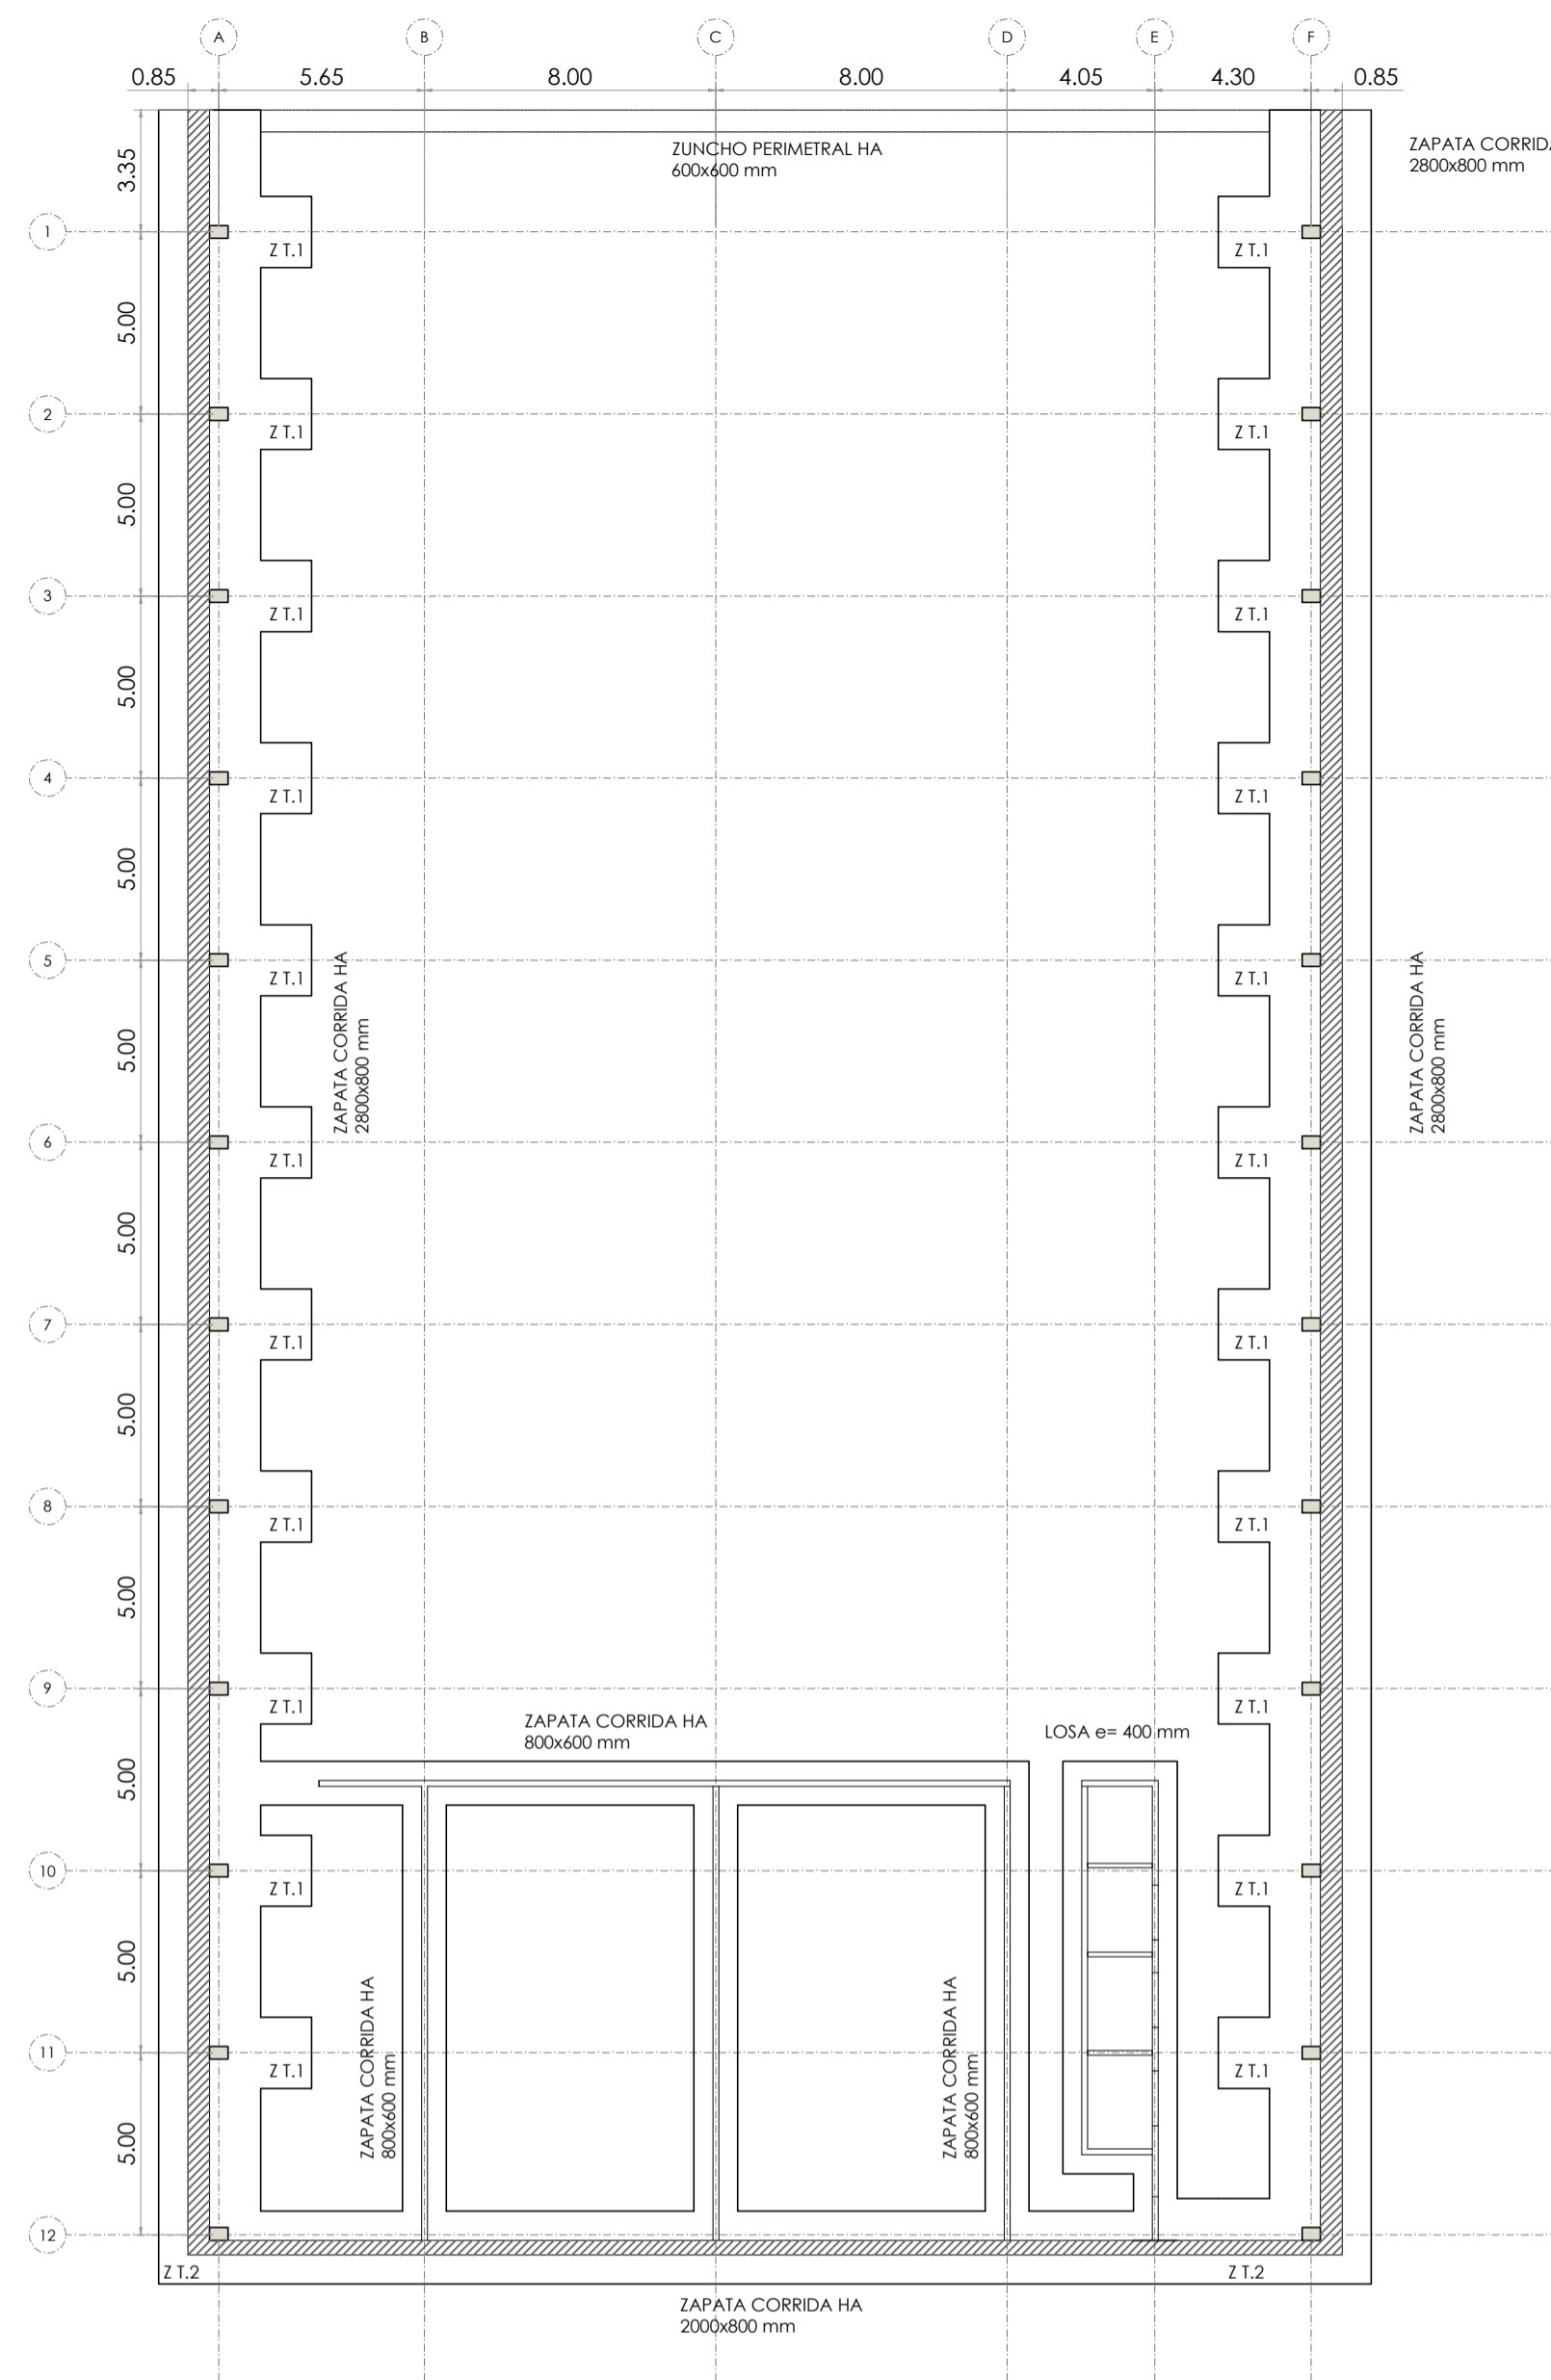 A B C D E F
0.85 5.65 8.00 8.00 4.05 4.30 0.85
ZUNCHO PERIMETRAL HA
600x600 mm
ZAPATA CORRIDA
2800x800 mm
3.35
1
Z T.1 Z T.1
5.00
2
Z T.1 Z T.1
5.00
3
Z T.1 Z T.1
5.00
4
Z T.1 Z T.1
5.00
5
Z T.1 Z T.1
ZAPATA CORRIDA HA
2800x800 mm
ZAPATA CORRIDA HA
2800x800 mm
5.00
6
Z T.1 Z T.1
5.00
7
Z T.1 Z T.1
5.00
8
Z T.1 Z T.1
5.00
9
Z T.1 Z T.1
ZAPATA CORRIDA HA
800x600 mm
LOSA e= 400 mm
5.00
10
Z T.1 Z T.1
5.00
ZAPATA CORRIDA HA
800x600 mm
ZAPATA CORRIDA HA
800x600 mm
11
Z T.1 Z T.1
5.00
12
Z T.2 Z T.2
ZAPATA CORRIDA HA
2000x800 mm